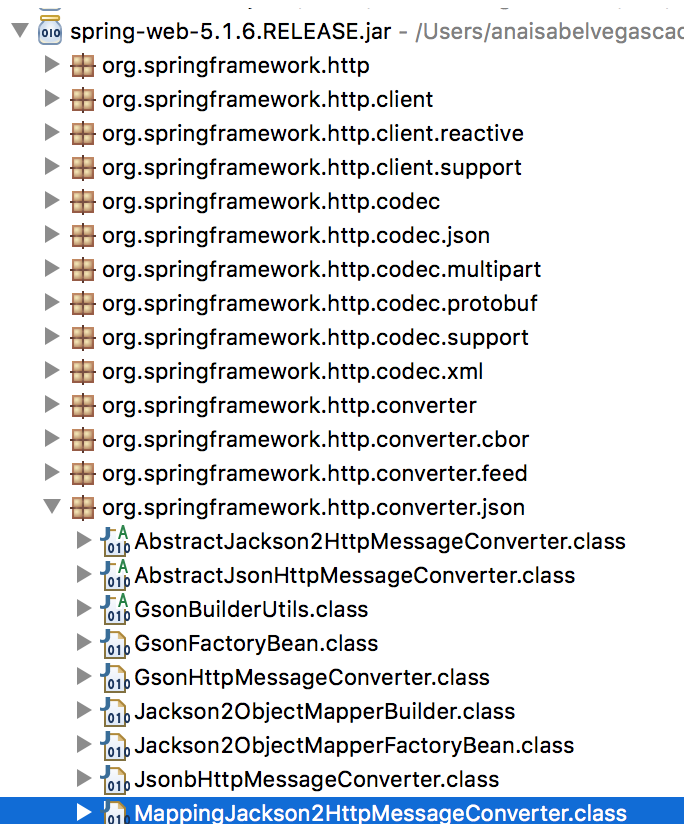 spring-web-5.1.6.RELEASE.jar - /Users/anaisabelvegascac
org.springframework.http
org.springframework.http.client
org.springframework.http.client.reactive
org.springframework.http.client.support
org.springframework.http.codec
org.springframework.http.codec.json
org.springframework.http.codec.multipart
org.springframework.http.codec.protobuf
org.springframework.http.codec.support
org.springframework.http.codec.xml
org.springframework.http.converter
org.springframework.http.converter.cbor
org.springframework.http.converter.feed
org.springframework.http.converter.json
AbstractJackson2HttpMessageConverter.class
AbstractJsonHttpMessageConverter.class
GsonBuilderUtils.class
GsonFactoryBean.class
GsonHttpMessageConverter.class
Jackson2ObjectMapperBuilder.class
Jackson2ObjectMapperFactoryBean.class
JsonbHttpMessageConverter.class
MappingJackson2HttpMessageConverter.class